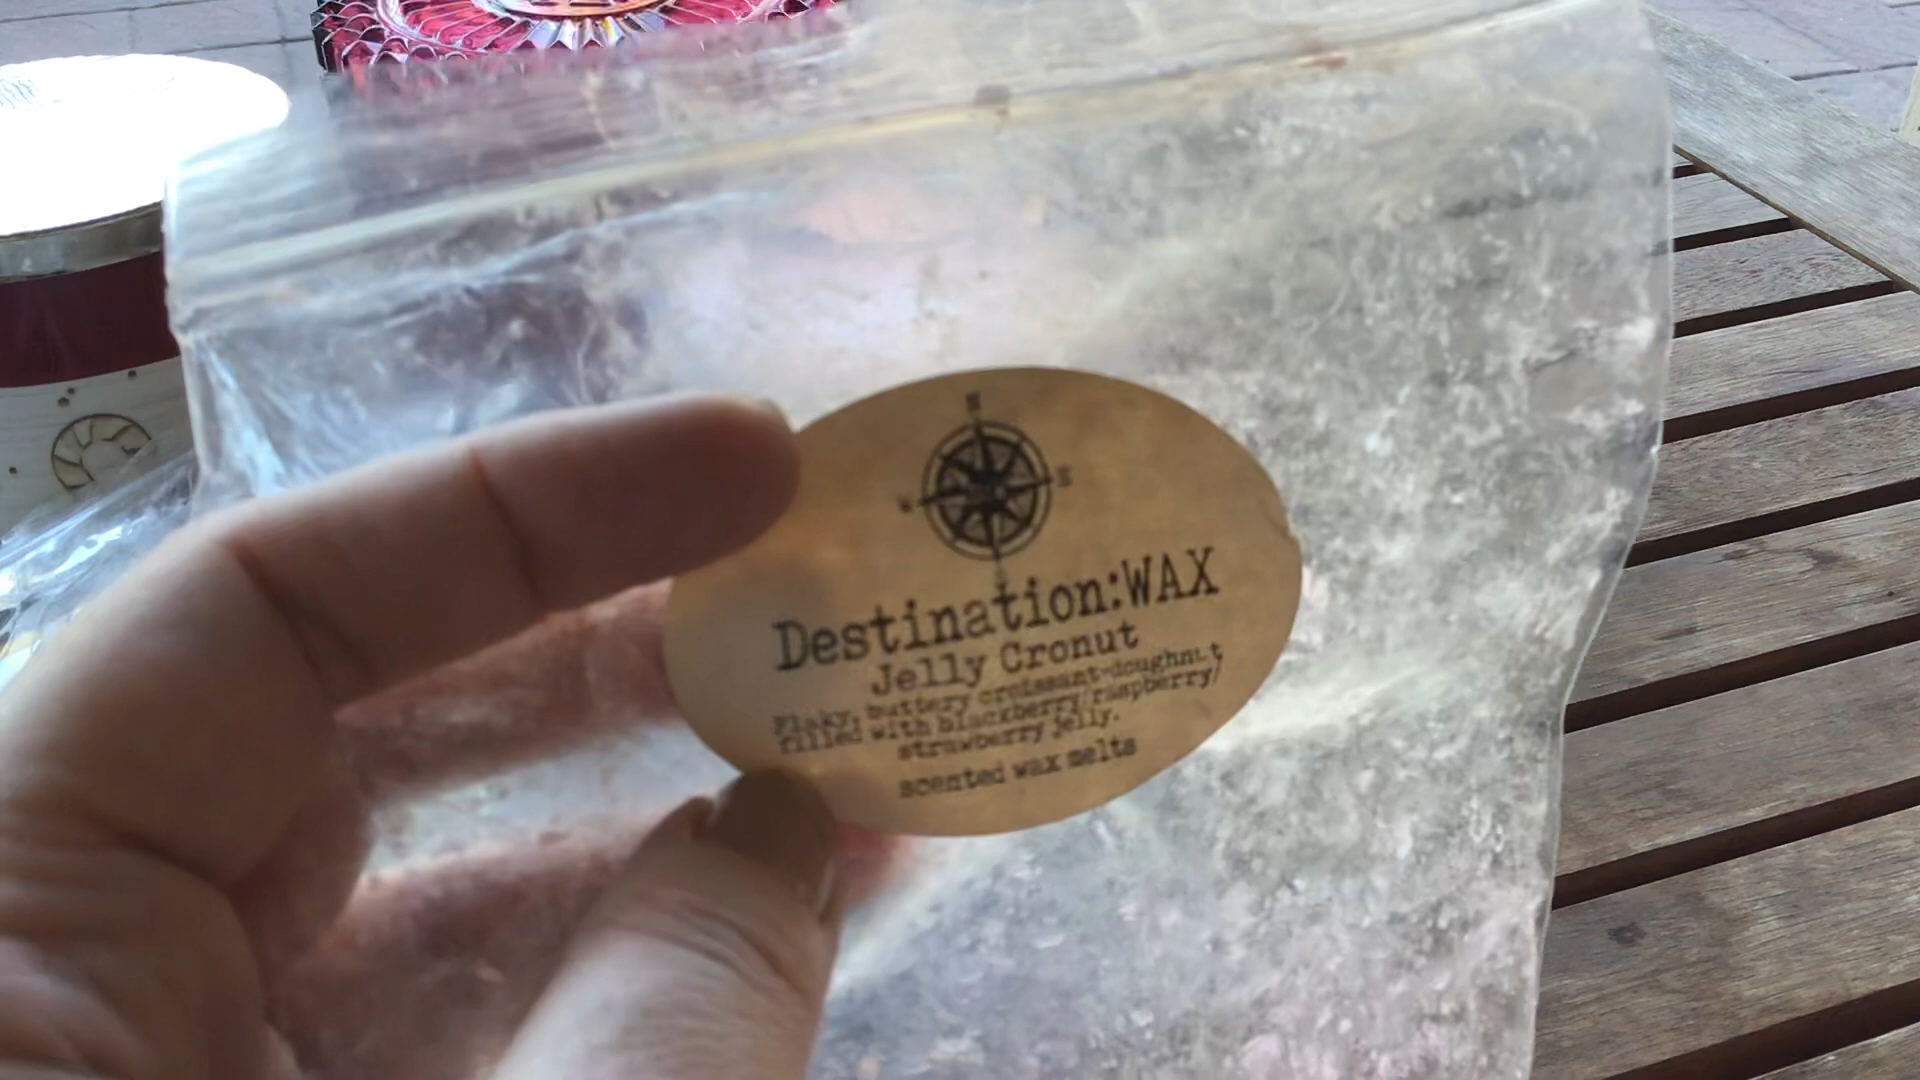 N
W E
Destination:WAX
Jelly Cronut
Flaky, buttery croissant-doughnut
filled with blackberry/raspberry/
strawberry jelly.
scented wax melts